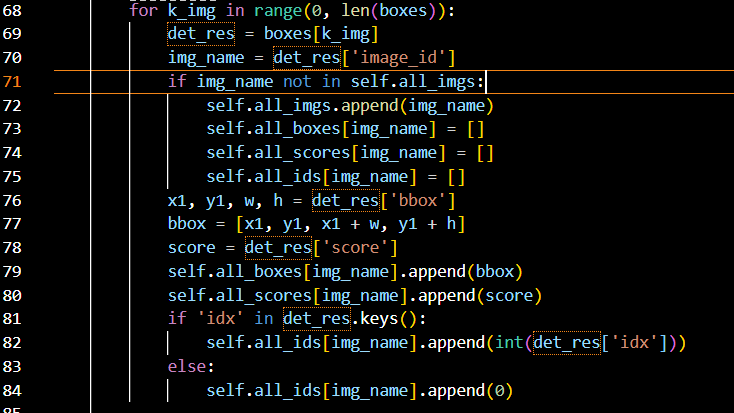 68 for k_img in range(0, len(boxes)):
69 det_res = boxes[k_img]
70 img_name = det_res['image_id']
71 if img_name not in self.all_imgs:
72 self.all_imgs.append(img_name)
73 self.all_boxes[img_name] = []
74 self.all_scores[img_name] = []
75 self.all_ids[img_name] = []
76 x1, y1, w, h = det_res['bbox']
77 bbox = [x1, y1, x1 + w, y1 + h]
78 score = det_res['score']
79 self.all_boxes[img_name].append(bbox)
80 self.all_scores[img_name].append(score)
81 if 'idx' in det_res.keys():
82 self.all_ids[img_name].append(int(det_res['idx']))
83 else:
84 self.all_ids[img_name].append(0)